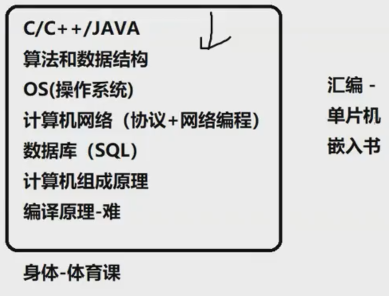 C/C++/JAVA
算法和数据结构
OS(操作系统)
计算机网络（协议+网络编程）
数据库（SQL）
计算机组成原理
编译原理-难
身体-体育课
汇编 -
单片机
嵌入书